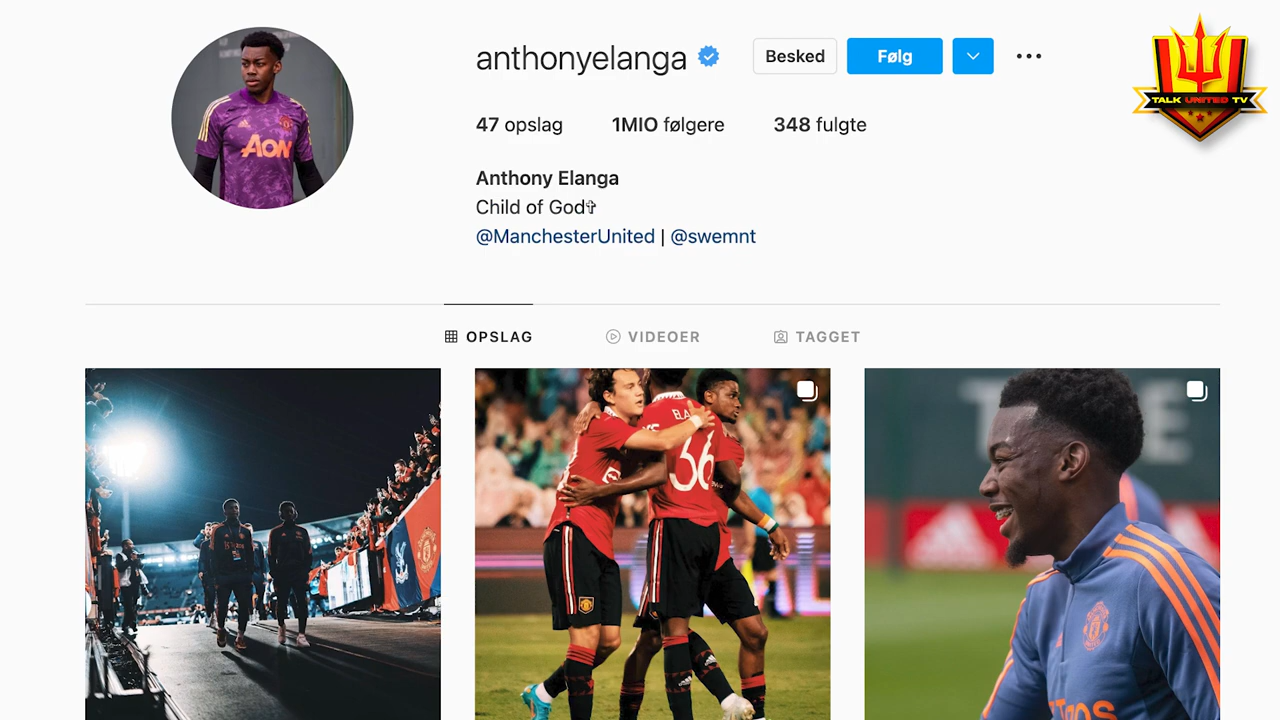 anthonyelanga
Besked
Følg
TALK UNITED TV
47 opslag
1MIO følgere
348 fulgte
Anthony Elanga
Child of God✞
@ManchesterUnited | @swemnt
OPSLAG
VIDEOER
TAGGET
AON
36